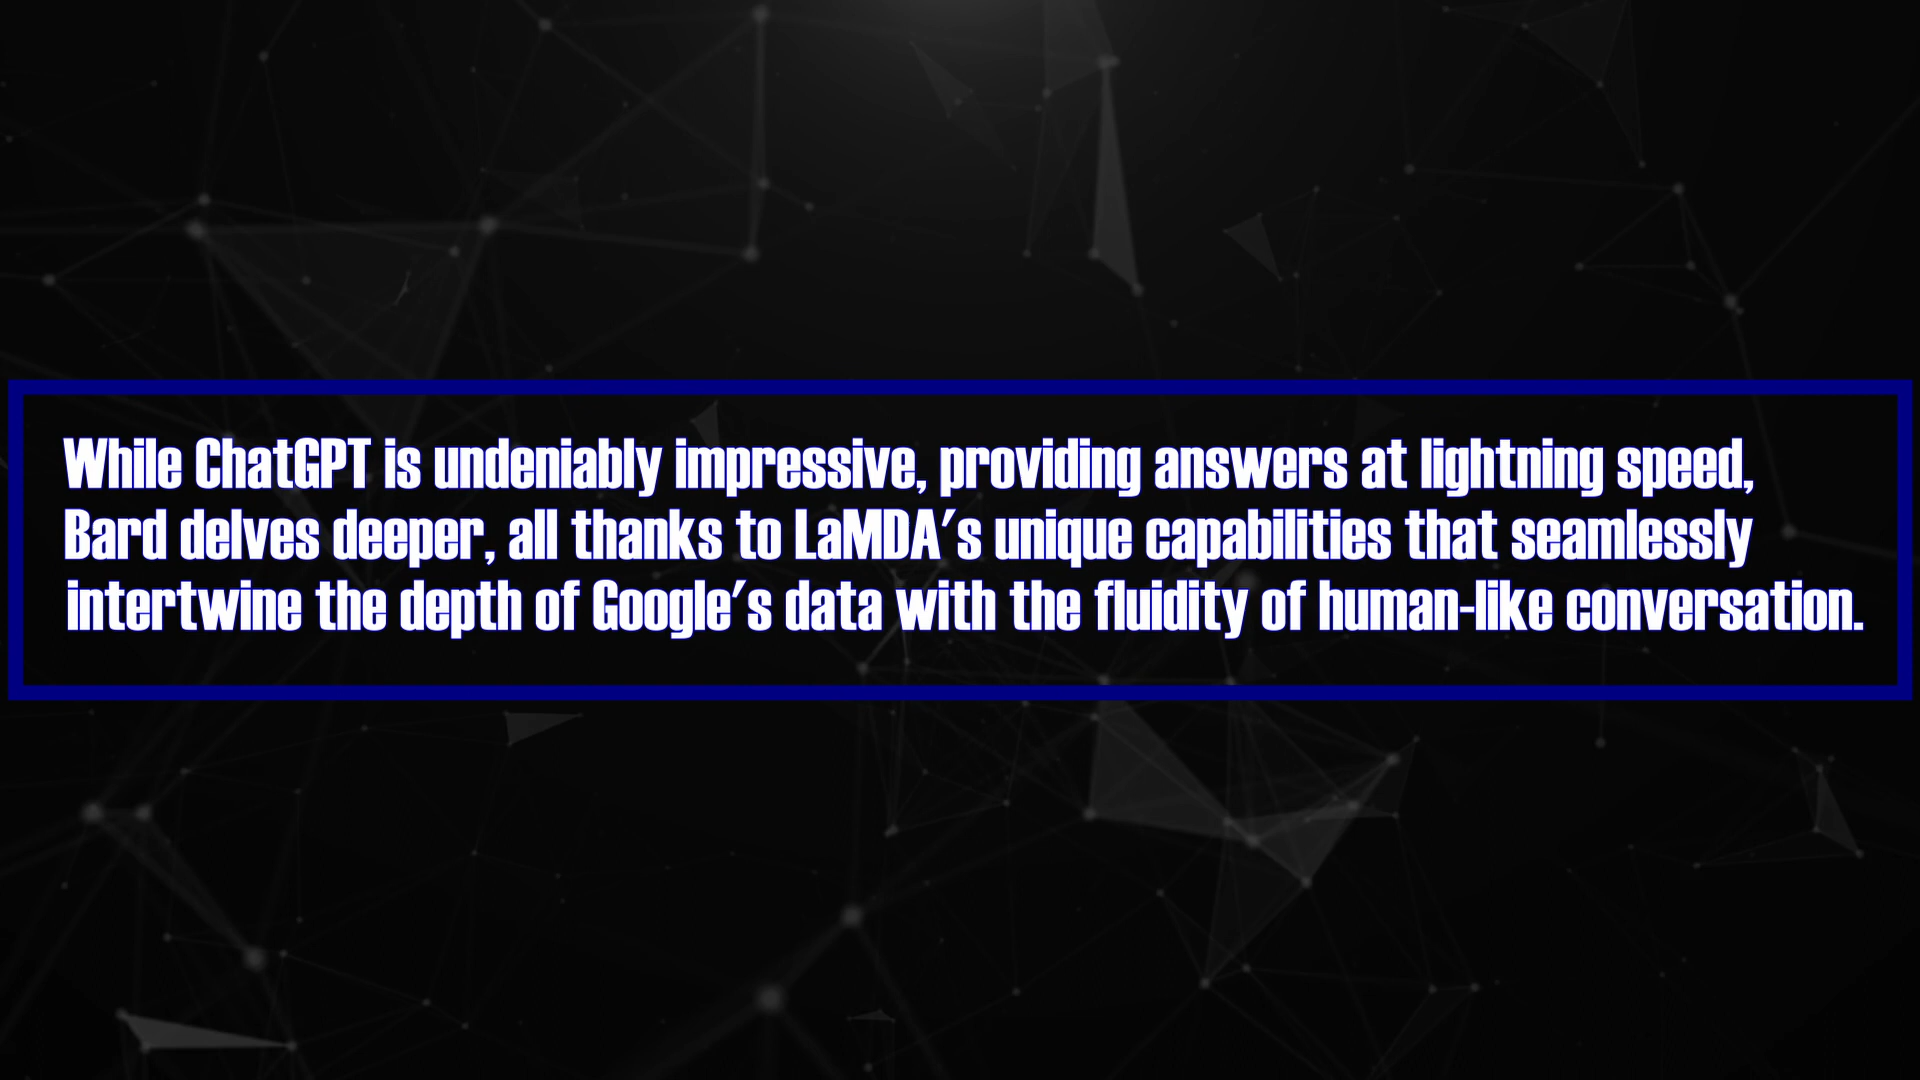 While ChatGPT is undeniably impressive, providing answers at lightning speed,
Bard delves deeper, all thanks to LaMDA's unique capabilities that seamlessly
intertwine the depth of Google's data with the fluidity of human-like conversation.